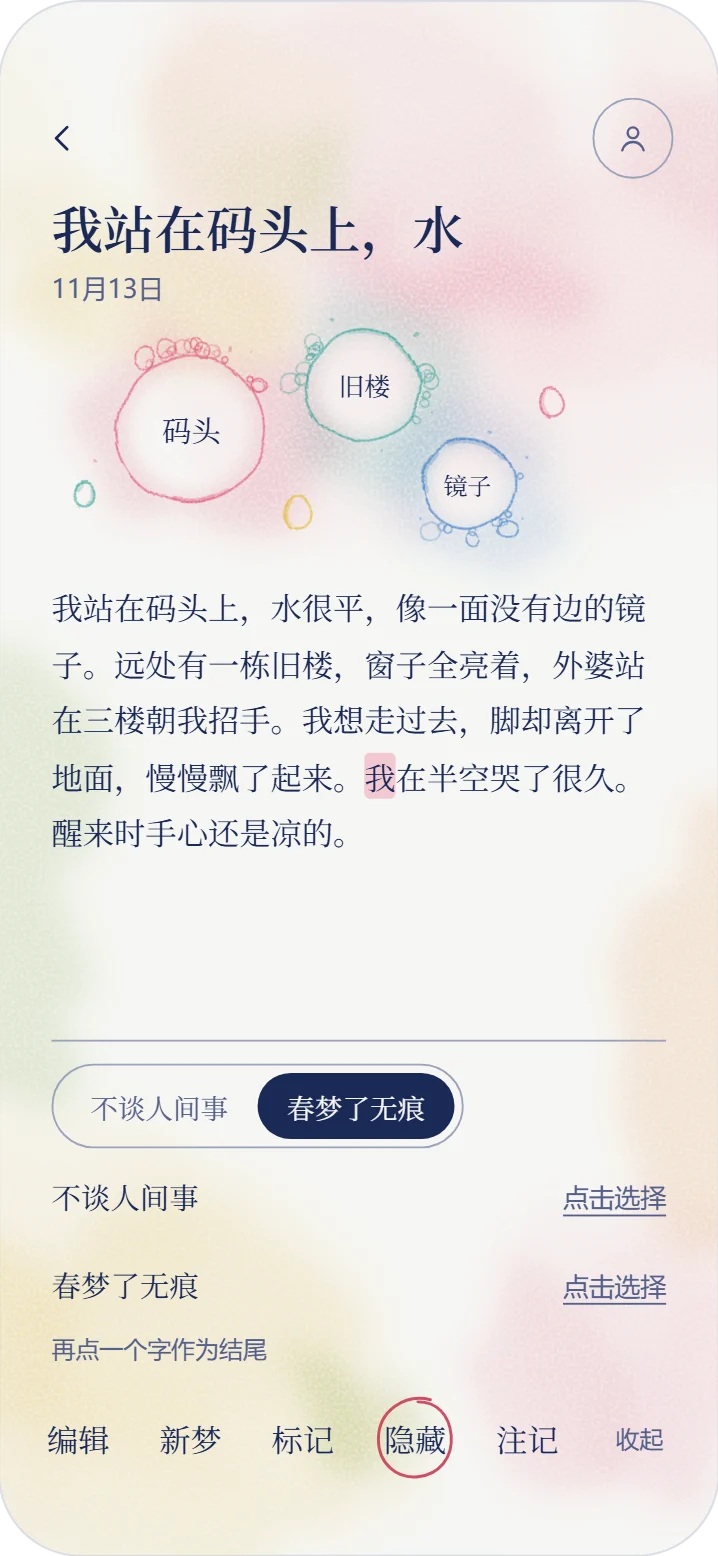 我站在码头上，水
11月13日
码头
旧楼
镜子
我站在码头上，水很平，像一面没有边的镜
子。远处有一栋旧楼，窗子全亮着，外婆站
在三楼朝我招手。我想走过去，脚却离开了
地面，慢慢飘了起来。我在半空哭了很久。
醒来时手心还是凉的。
不谈人间事 春梦了无痕
不谈人间事 点击选择
春梦了无痕 点击选择
再点一个字作为结尾
编辑 新梦 标记 隐藏 注记 收起